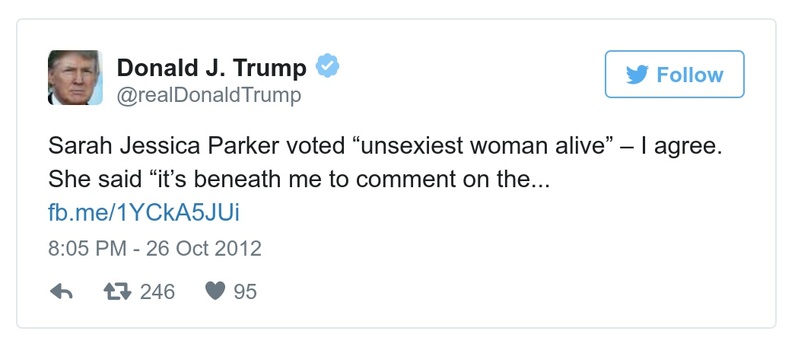 Donald J. Trump
@realDonaldTrump
Follow
Sarah Jessica Parker voted “unsexiest woman alive” – I agree.
She said “it’s beneath me to comment on the...
fb.me/1YCkA5JUi
8:05 PM - 26 Oct 2012
246 95